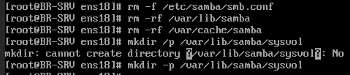 [root@BR-SRV ens18]# rm -f /etc/samba/smb.conf
[root@BR-SRV ens18]# rm -rf /var/lib/samba
[root@BR-SRV ens18]# rm -rf /var/cache/samba
[root@BR-SRV ens18]# mkdir /p /var/lib/samba/sysvol
mkdir: cannot create directory �/var/lib/samba/sysvol�: No
[root@BR-SRV ens18]# mkdir -p /var/lib/samba/sysvol